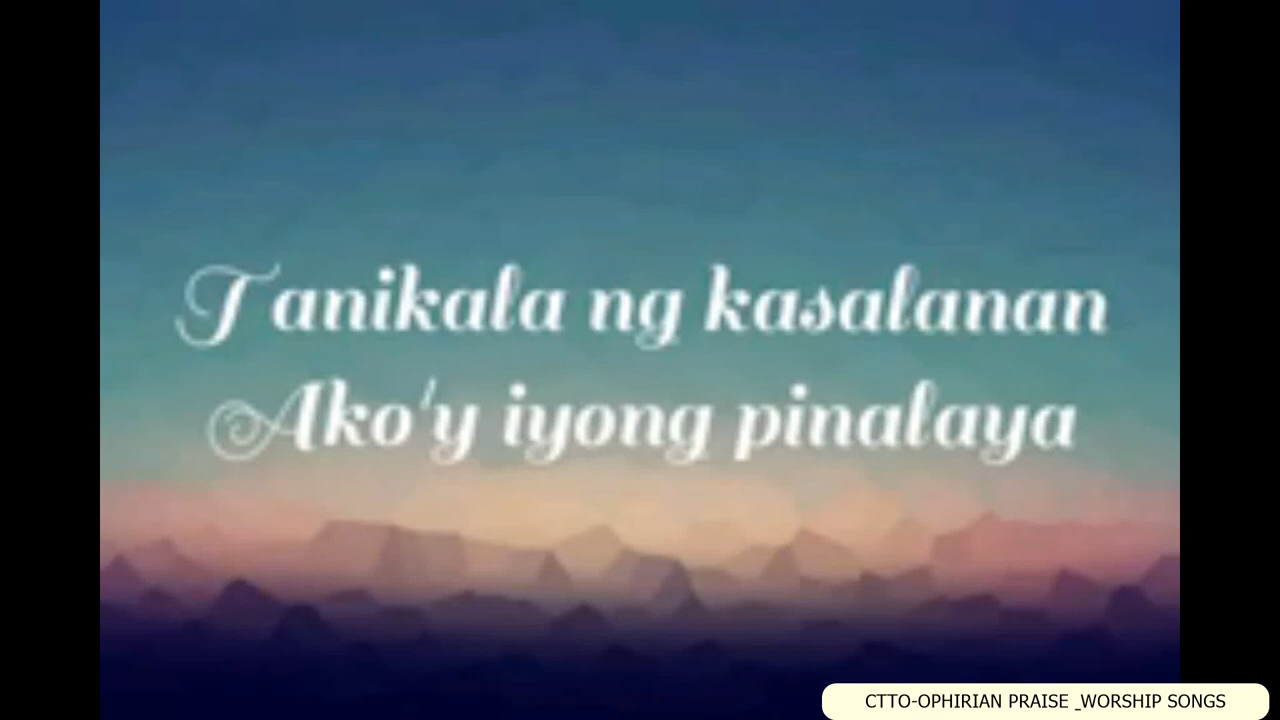 Tanikala ng kasalanan
Ako'y iyong pinalaya
CTTO-OPHIRIAN PRAISE _WORSHIP SONGS